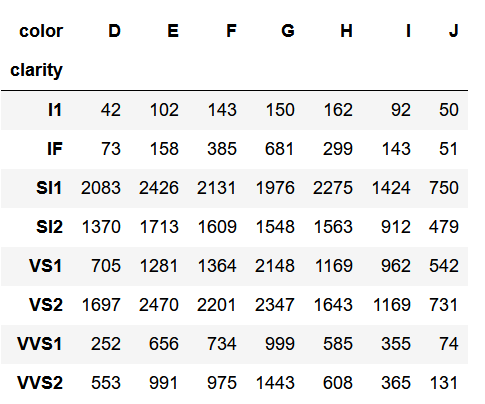 color D E F G H I J
clarity
I1 42 102 143 150 162 92 50
IF 73 158 385 681 299 143 51
SI1 2083 2426 2131 1976 2275 1424 750
SI2 1370 1713 1609 1548 1563 912 479
VS1 705 1281 1364 2148 1169 962 542
VS2 1697 2470 2201 2347 1643 1169 731
VVS1 252 656 734 999 585 355 74
VVS2 553 991 975 1443 608 365 131